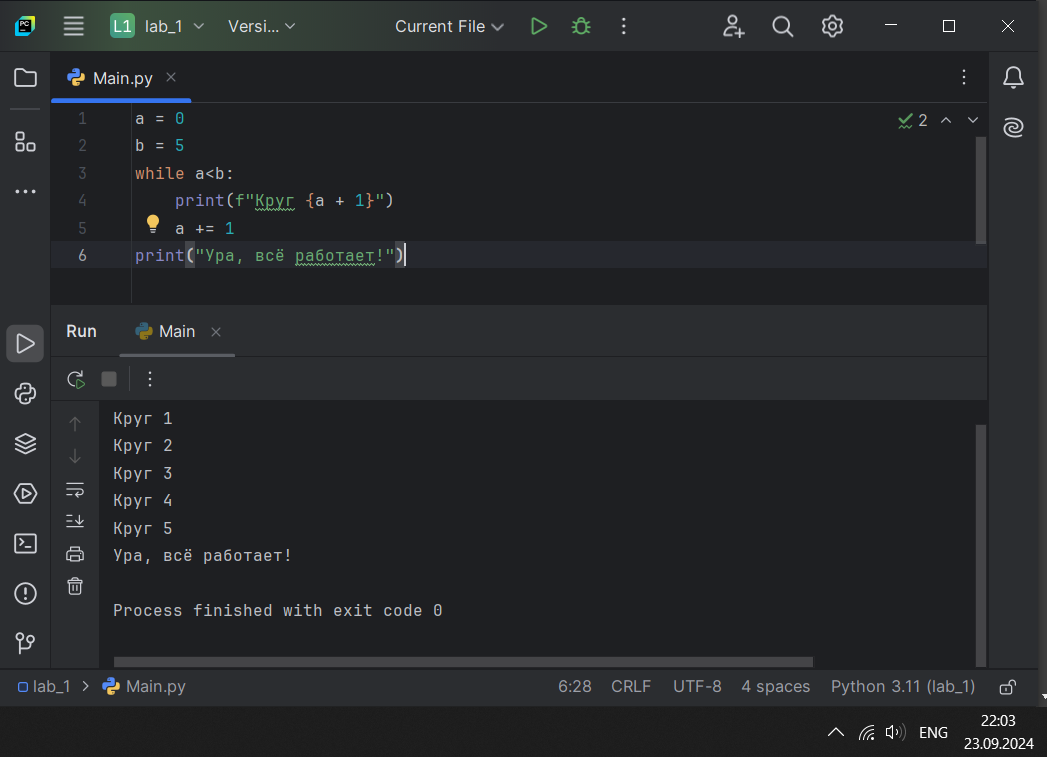 PC L1 lab_1 Versi... Current File
Main.py
1 a = 0
2 b = 5
3 while a<b:
4     print(f"Круг {a + 1}")
5     a += 1
6 print("Ура, всё работает!")
2
Run Main
Круг 1
Круг 2
Круг 3
Круг 4
Круг 5
Ура, всё работает!
Process finished with exit code 0
lab_1 > Main.py 6:28 CRLF UTF-8 4 spaces Python 3.11 (lab_1)
ENG 22:03
23.09.2024